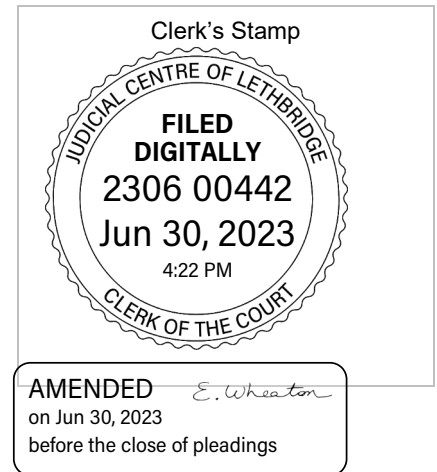 Clerk's Stamp
JUDICIAL CENTRE OF LETHBRIDGE
FILED
DIGITALLY
2306 00442
Jun 30, 2023
4:22 PM
CLERK OF THE COURT
AMENDED E. Wheaton
on Jun 30, 2023
before the close of pleadings